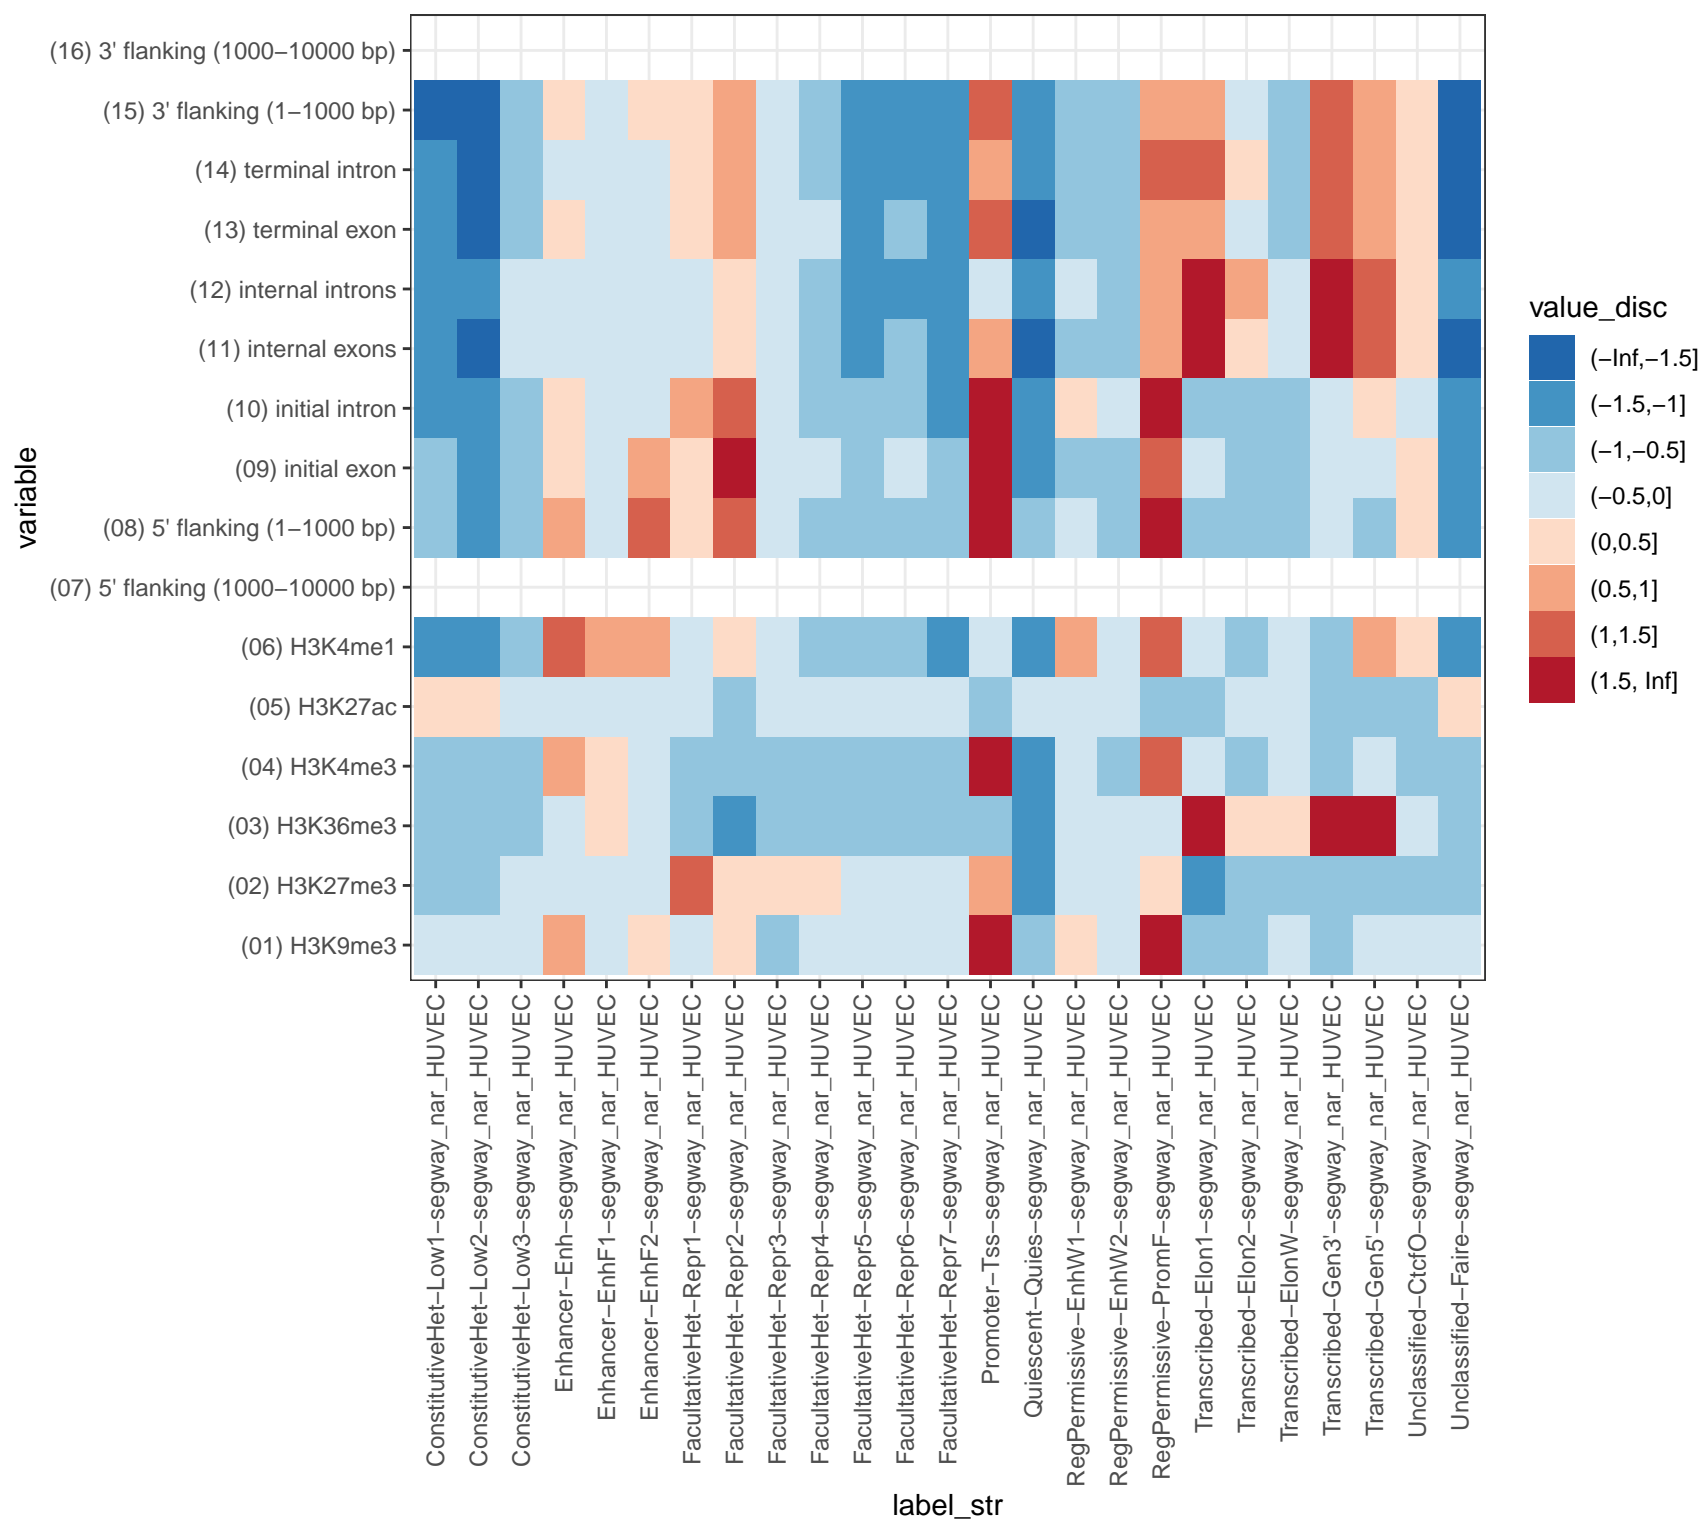 (16) 3' flanking (1000−10000 bp)
(15) 3' flanking (1−1000 bp)
(14) terminal intron
(13) terminal exon
(12) internal introns
(11) internal exons
(10) initial intron
(09) initial exon
(08) 5' flanking (1−1000 bp)
(07) 5' flanking (1000−10000 bp)
(06) H3K4me1
(05) H3K27ac
(04) H3K4me3
(03) H3K36me3
(02) H3K27me3
(01) H3K9me3
variable
ConstitutiveHet−Low1−segway_nar_HUVEC
ConstitutiveHet−Low2−segway_nar_HUVEC
ConstitutiveHet−Low3−segway_nar_HUVEC
Enhancer−Enh−segway_nar_HUVEC
Enhancer−EnhF1−segway_nar_HUVEC
Enhancer−EnhF2−segway_nar_HUVEC
FacultativeHet−Repr1−segway_nar_HUVEC
FacultativeHet−Repr2−segway_nar_HUVEC
FacultativeHet−Repr3−segway_nar_HUVEC
FacultativeHet−Repr4−segway_nar_HUVEC
FacultativeHet−Repr5−segway_nar_HUVEC
FacultativeHet−Repr6−segway_nar_HUVEC
FacultativeHet−Repr7−segway_nar_HUVEC
Promoter−Tss−segway_nar_HUVEC
Quiescent−Quies−segway_nar_HUVEC
RegPermissive−EnhW1−segway_nar_HUVEC
RegPermissive−EnhW2−segway_nar_HUVEC
RegPermissive−PromF−segway_nar_HUVEC
Transcribed−Elon1−segway_nar_HUVEC
Transcribed−Elon2−segway_nar_HUVEC
Transcribed−ElonW−segway_nar_HUVEC
Transcribed−Gen3'−segway_nar_HUVEC
Transcribed−Gen5'−segway_nar_HUVEC
Unclassified−CtcfO−segway_nar_HUVEC
Unclassified−Faire−segway_nar_HUVEC
label_str
value_disc
(−Inf,−1.5]
(−1.5,−1]
(−1,−0.5]
(−0.5,0]
(0,0.5]
(0.5,1]
(1,1.5]
(1.5, Inf]